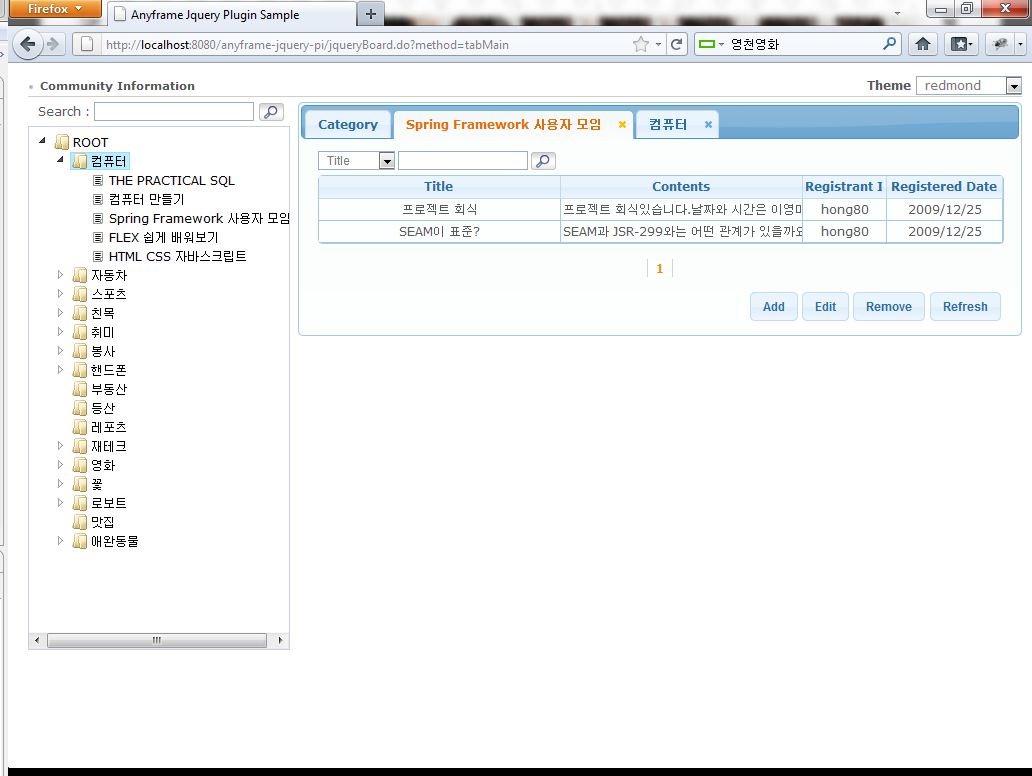 Firefox
Anyframe Jquery Plugin Sample
http://localhost:8080/anyframe-jquery-pi/jqueryBoard.do?method=tabMain
영천영화
Community Information
Theme redmond
Search :
ROOT
컴퓨터
THE PRACTICAL SQL
컴퓨터 만들기
Spring Framework 사용자 모임
FLEX 쉽게 배워보기
HTML CSS 자바스크립트
자동차
스포츠
친목
취미
봉사
핸드폰
부동산
등산
레포츠
재테크
영화
꽃
로보트
맛집
애완동물
Category
Spring Framework 사용자 모임
컴퓨터
Title
Title Contents Registrant I Registered Date
프로젝트 회식 프로젝트 회식있습니다.날짜와 시간은 hong80 2009/12/25
SEAM이 표준? SEAM과 JSR-299와는 어떤 관계가 있을까요 hong80 2009/12/25
1
Add Edit Remove Refresh